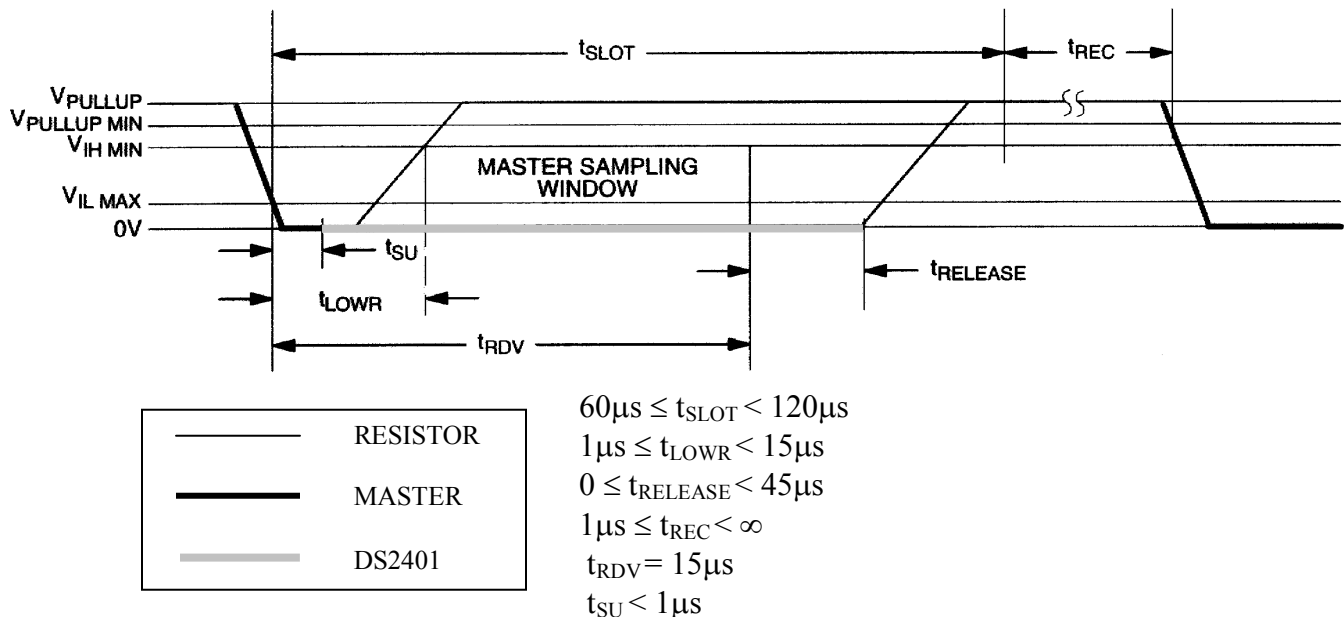 tSLOT
tREC
VPULLUP
VPULLUP MIN
VIH MIN
MASTER SAMPLING
WINDOW
VIL MAX
0V
tSU
tRELEASE
tLOWR
tRDV
RESISTOR
MASTER
DS2401
60μs ≤ tSLOT < 120μs
1μs ≤ tLOWR < 15μs
0 ≤ tRELEASE < 45μs
1μs ≤ tREC < ∞
tRDV = 15μs
tSU < 1μs